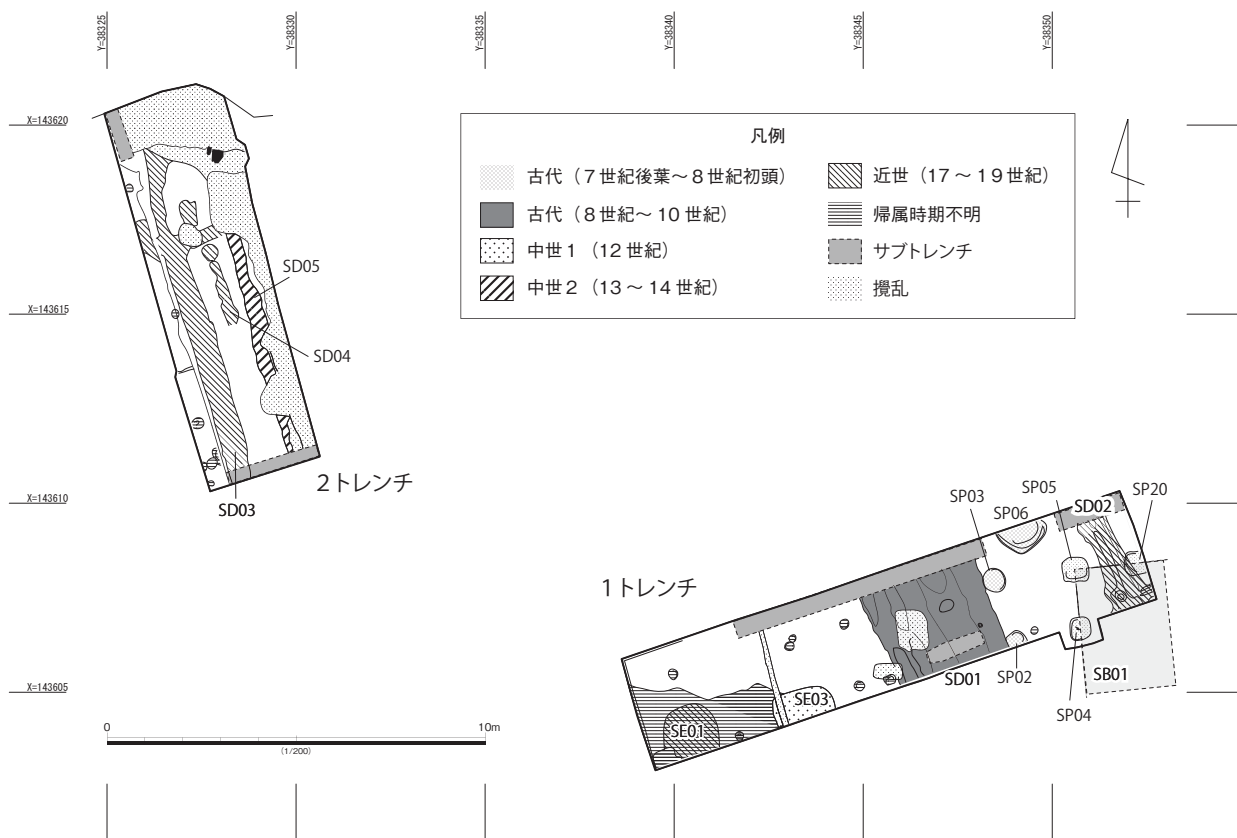 Y=38325
Y=38330
Y=38335
Y=38340
Y=38345
Y=38350
X=143620
X=143615
X=143610
X=143605
凡例
古代（7世紀後葉～8世紀初頭）
古代（8世紀～10世紀）
中世1（12世紀）
中世2（13～14世紀）
近世（17～19世紀）
帰属時期不明
サブトレンチ
攪乱
SD05
SD04
2トレンチ
SD03
SP03
SP05
SP06
SD02
SP20
1トレンチ
SE03
SD01
SP02
SB01
SP04
SE01
0
10m
(1/200)